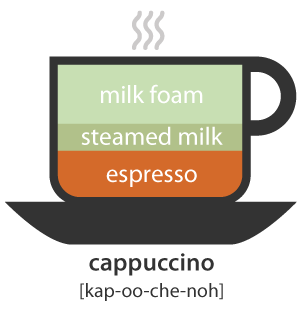 milk foam
steamed milk
espresso
cappuccino
[kap-oo-che-noh]